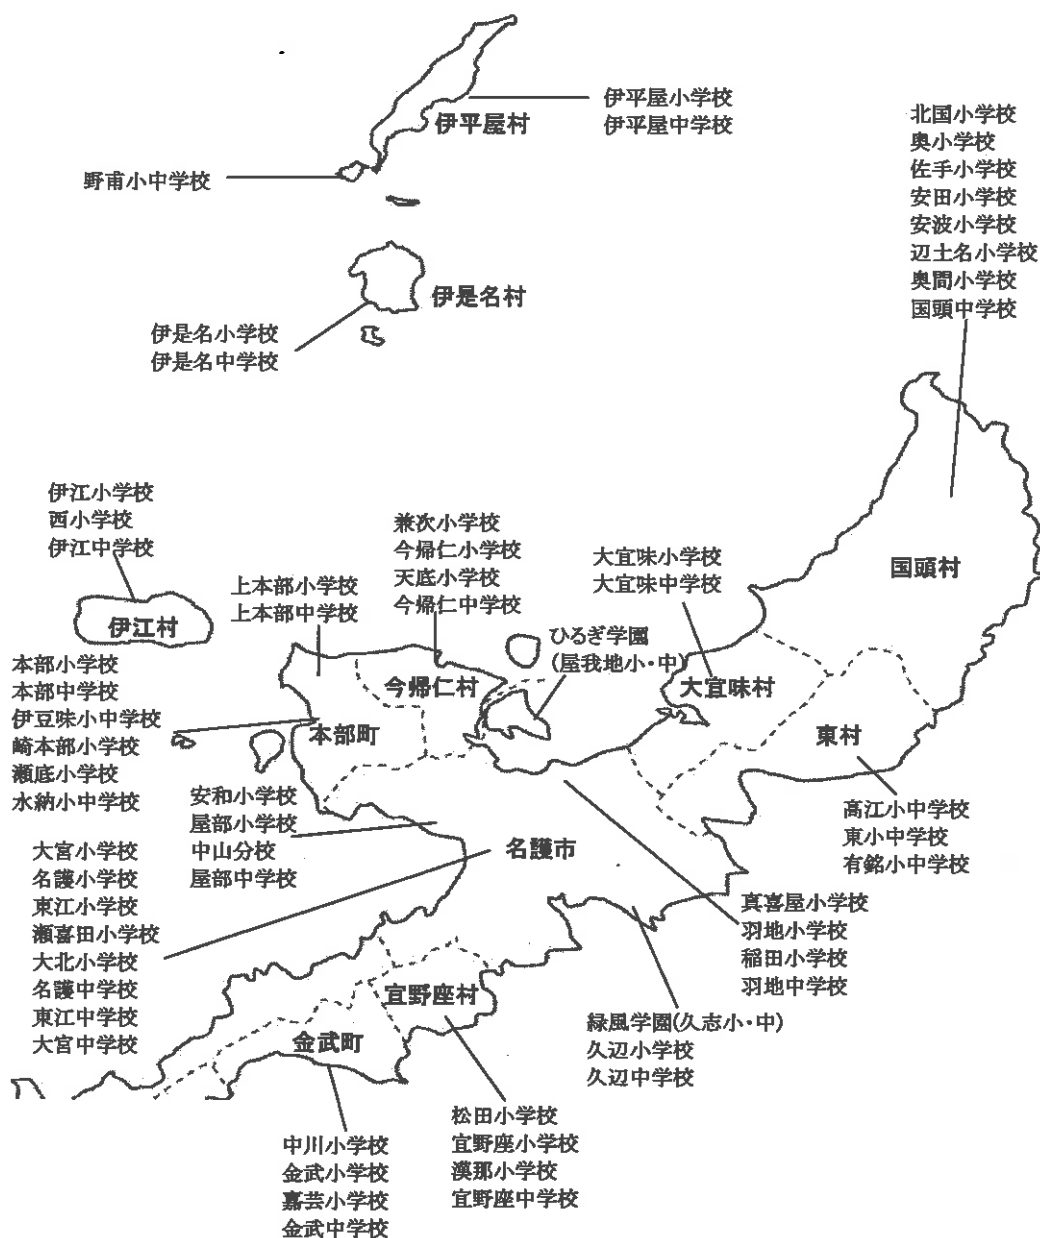 伊平屋小学校
伊平屋中学校
伊平屋村
野甫小中学校
北国小学校
奥小学校
佐手小学校
安田小学校
安波小学校
辺土名小学校
奥間小学校
国頭中学校
伊是名村
伊是名小学校
伊是名中学校
伊江小学校
西小学校
伊江中学校
伊江村
上本部小学校
上本部中学校
兼次小学校
今帰仁小学校
天底小学校
今帰仁中学校
大宜味小学校
大宜味中学校
国頭村
ひるぎ学園
(屋我地小・中)
今帰仁村
大宜味村
本部小学校
本部中学校
伊豆味小中学校
崎本部小学校
瀬底小学校
水納小中学校
本部町
東村
安和小学校
屋部小学校
中山分校
屋部中学校
名護市
高江小中学校
東小中学校
有銘小中学校
大宮小学校
名護小学校
東江小学校
瀬喜田小学校
大北小学校
名護中学校
東江中学校
大宮中学校
真喜屋小学校
羽地小学校
稲田小学校
羽地中学校
宜野座村
金武町
緑風学園(久志小・中)
久辺小学校
久辺中学校
松田小学校
宜野座小学校
漢那小学校
宜野座中学校
中川小学校
金武小学校
嘉芸小学校
金武中学校